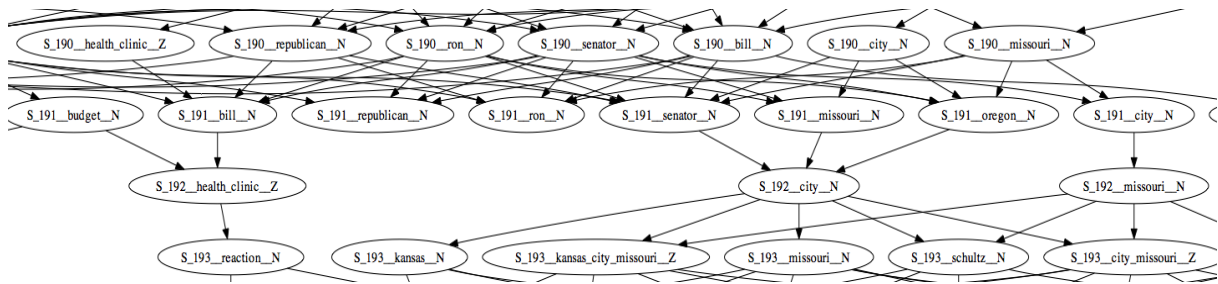 S_190__health_clinic__Z S_190__republican__N S_190__ron__N S_190__senator__N S_190__bill__N S_190__city__N S_190__missouri__N
S_191__budget__N S_191__bill__N S_191__republican__N S_191__ron__N S_191__senator__N S_191__missouri__N S_191__oregon__N S_191__city__N
S_192__health_clinic__Z S_192__city__N S_192__missouri__N
S_193__reaction__N S_193__kansas__N S_193__kansas_city_missouri__Z S_193__missouri__N S_193__schultz__N S_193__city_missouri__Z